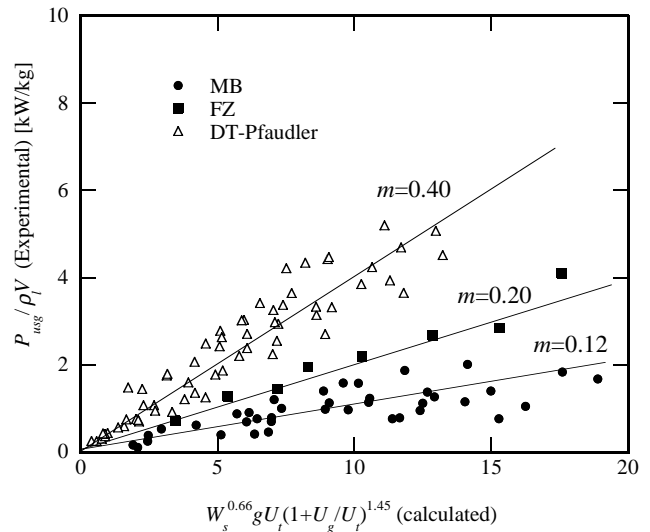 10
8
6
4
2
0
P_usg / ρ_l V (Experimental) [kW/kg]
MB
FZ
DT-Pfaudler
m=0.40
m=0.20
m=0.12
0 5 10 15 20
W_s^0.66 gU_t(1+U_g/U_t)^1.45 (calculated)